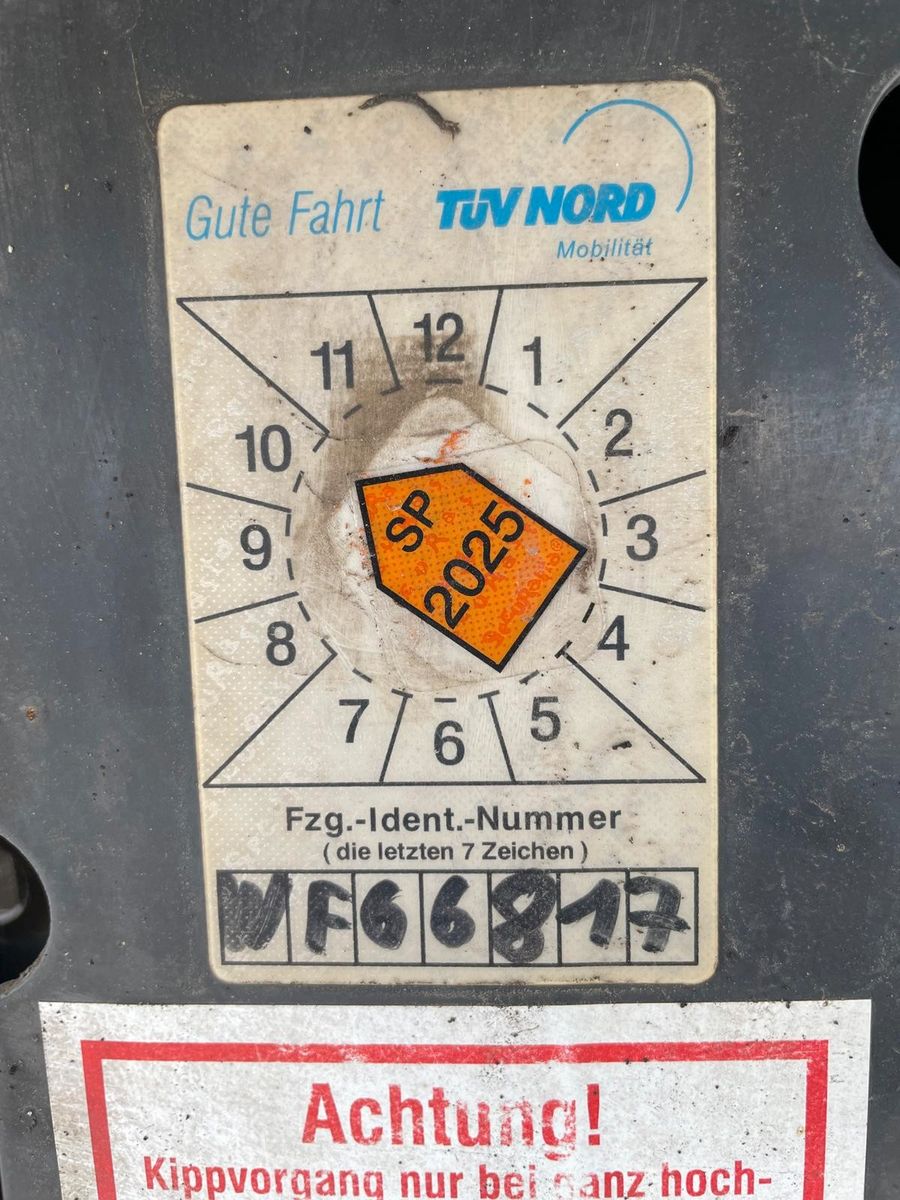 Gute Fahrt
TÜV NORD
Mobilität
12
11
1
10
2
9
3
8
4
7
5
6
SP
2025
Fzg.-Ident.-Nummer
( die letzten 7 Zeichen )
WF66817
Achtung!
Kippvorgang nur bei ganz hoch-